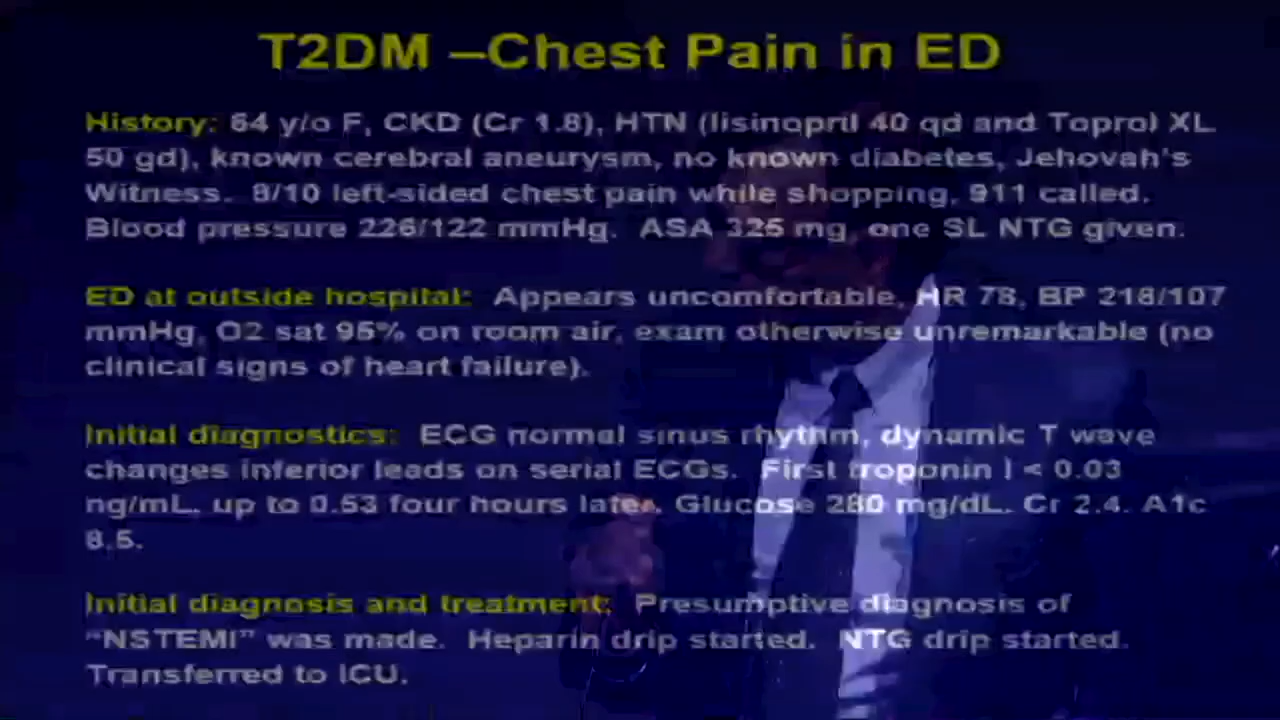 T2DM –Chest Pain in ED
History: 64 y/o F, CKD (Cr 1.8), HTN (lisinopril 40 qd and Toprol XL
50 qd), known cerebral aneurysm, no known diabetes, Jehovah's
Witness. 8/10 left-sided chest pain while shopping, 911 called.
Blood pressure 226/122 mmHg. ASA 325 mg, one SL NTG given.
ED at outside hospital: Appears uncomfortable, HR 78, BP 218/107
mmHg, O2 sat 95% on room air, exam otherwise unremarkable (no
clinical signs of heart failure).
Initial diagnostics: ECG normal sinus rhythm, dynamic T wave
changes inferior leads on serial ECGs. First troponin I < 0.03
ng/mL, up to 0.53 four hours later. Glucose 280 mg/dL. Cr 2.4. A1c
8.5.
Initial diagnosis and treatment: Presumptive diagnosis of
“NSTEMI” was made. Heparin drip started. NTG drip started.
Transferred to ICU.